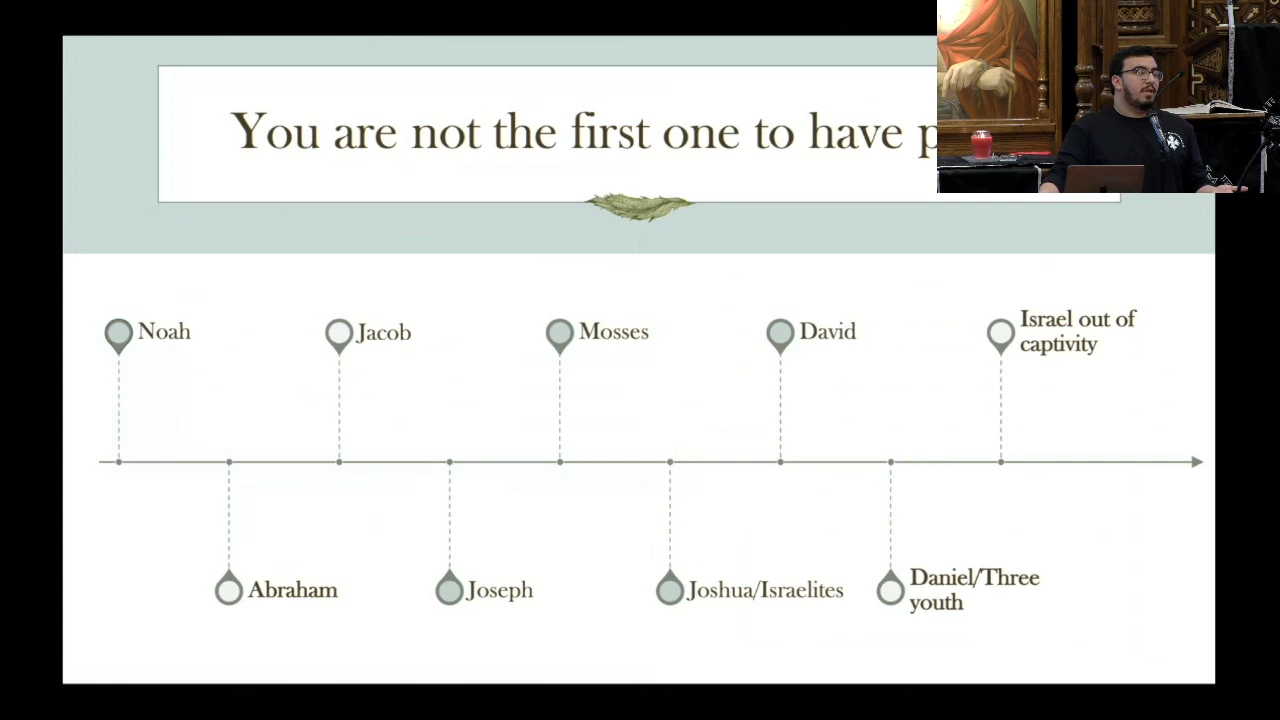 You are not the first one to have
Noah
Jacob
Mosses
David
Israel out of
captivity
Abraham
Joseph
Joshua/Israelites
Daniel/Three
youth